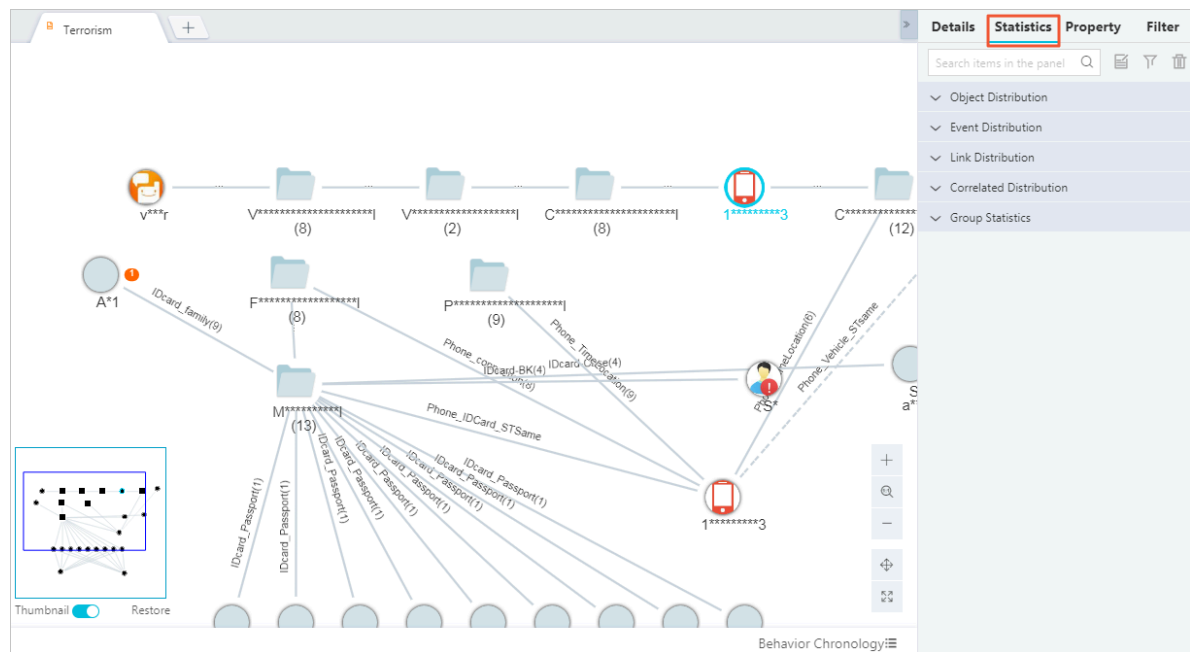 Terrorism
+
»
Details Statistics Property Filter
Search items in the panel
Object Distribution
Event Distribution
Link Distribution
Correlated Distribution
Group Statistics
... ... ... ... ...
v***r
V*********************I
(8)
V******************I
(2)
C*********************I
(8)
1*********3
(12)
A*1
1
IDcard_family(9)
F*****************I
(8)
P********************I
(9)
Phone_Timelocation(9)
Phone_Vehicle_STsame
IDcard-BK(4)
M**********I
(13)
Phone_IDCard_STSame
S*
1*********3
IDcard_Passport(1)
IDcard_Passport(1)
IDcard_Passport(1)
IDcard_Passport(1)
IDcard_Passport(1)
IDcard_Passport(1)
IDcard_Passport(1)
IDcard_Passport(1)
Thumbnail Restore
Behavior Chronology